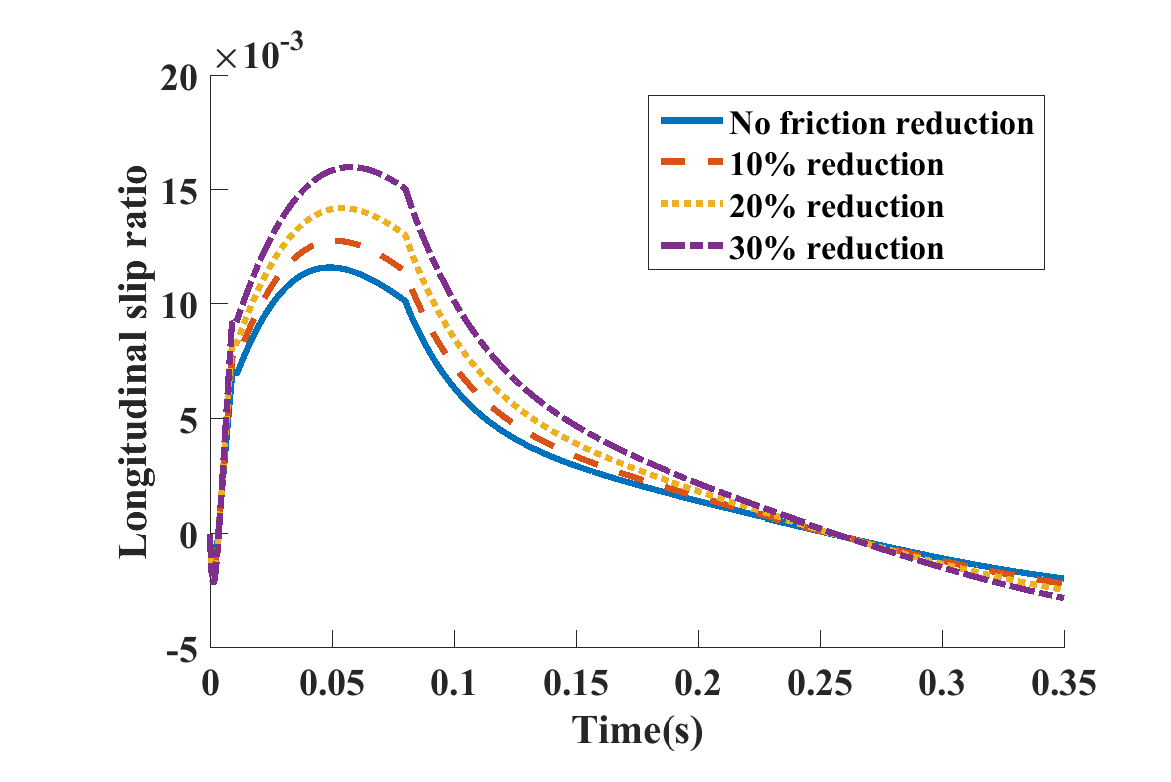 ×10-3
20
15
10
5
0
-5
Longitudinal slip ratio
No friction reduction
10% reduction
20% reduction
30% reduction
0 0.05 0.1 0.15 0.2 0.25 0.3 0.35
Time(s)